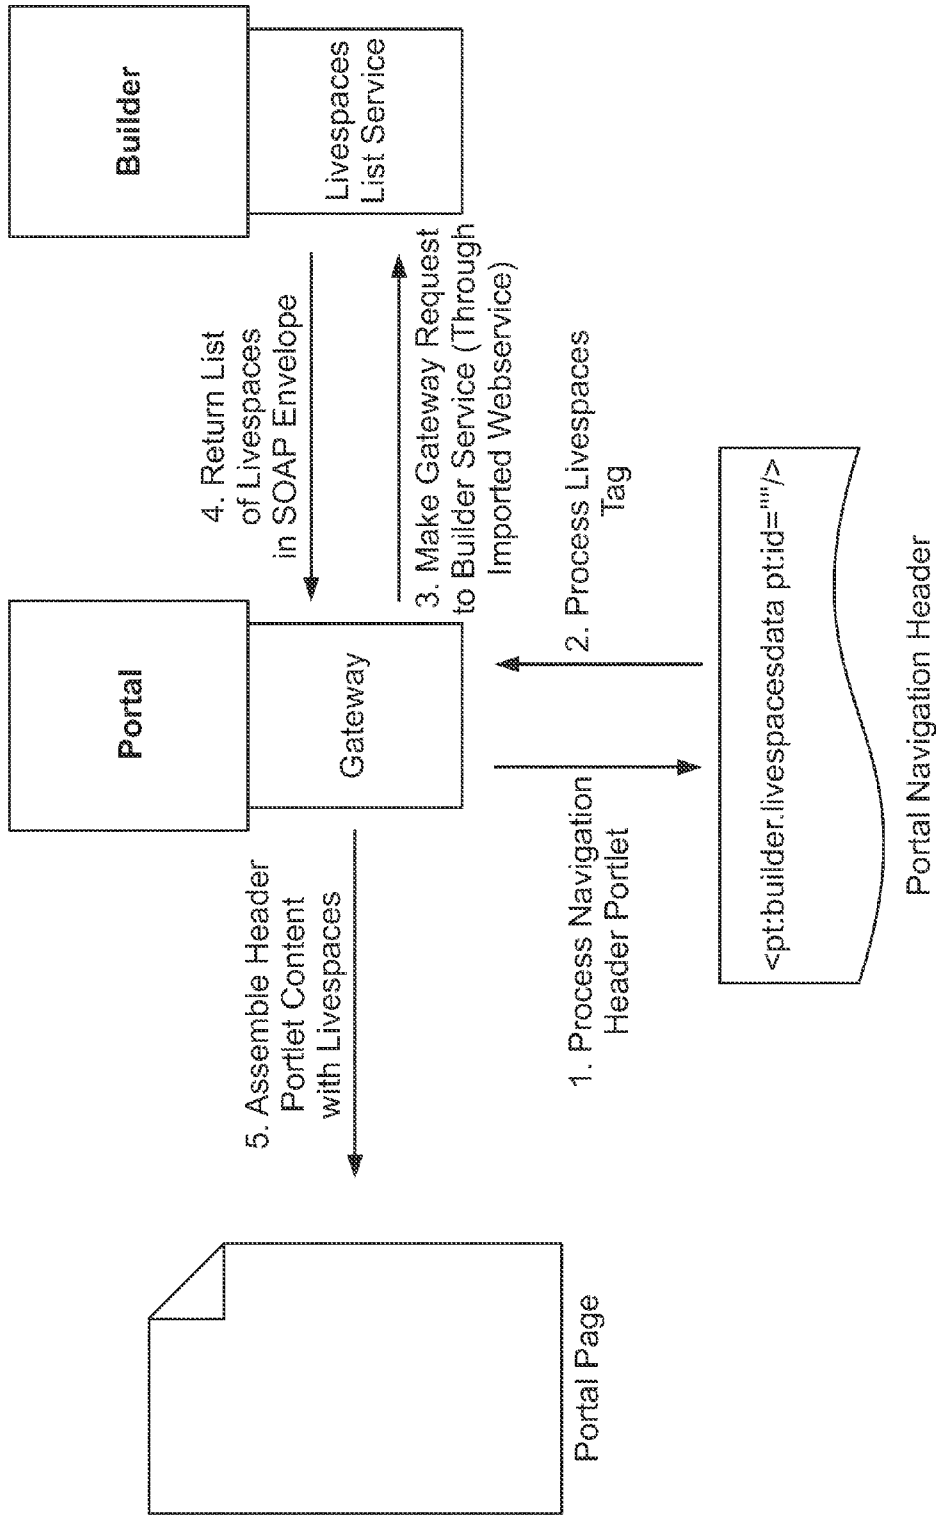 Portal
Gateway
Builder
Livespaces
List Service
5. Assemble Header
Portlet Content
with Livespaces
4. Return List
of Livespaces
in SOAP Envelope
3. Make Gateway Request
to Builder Service (Through
Imported Webservice)
1. Process Navigation
Header Portlet
2. Process Livespaces
Tag
Portal Page
<pt:builder.livespacesdata pt:id=""/>
Portal Navigation Header